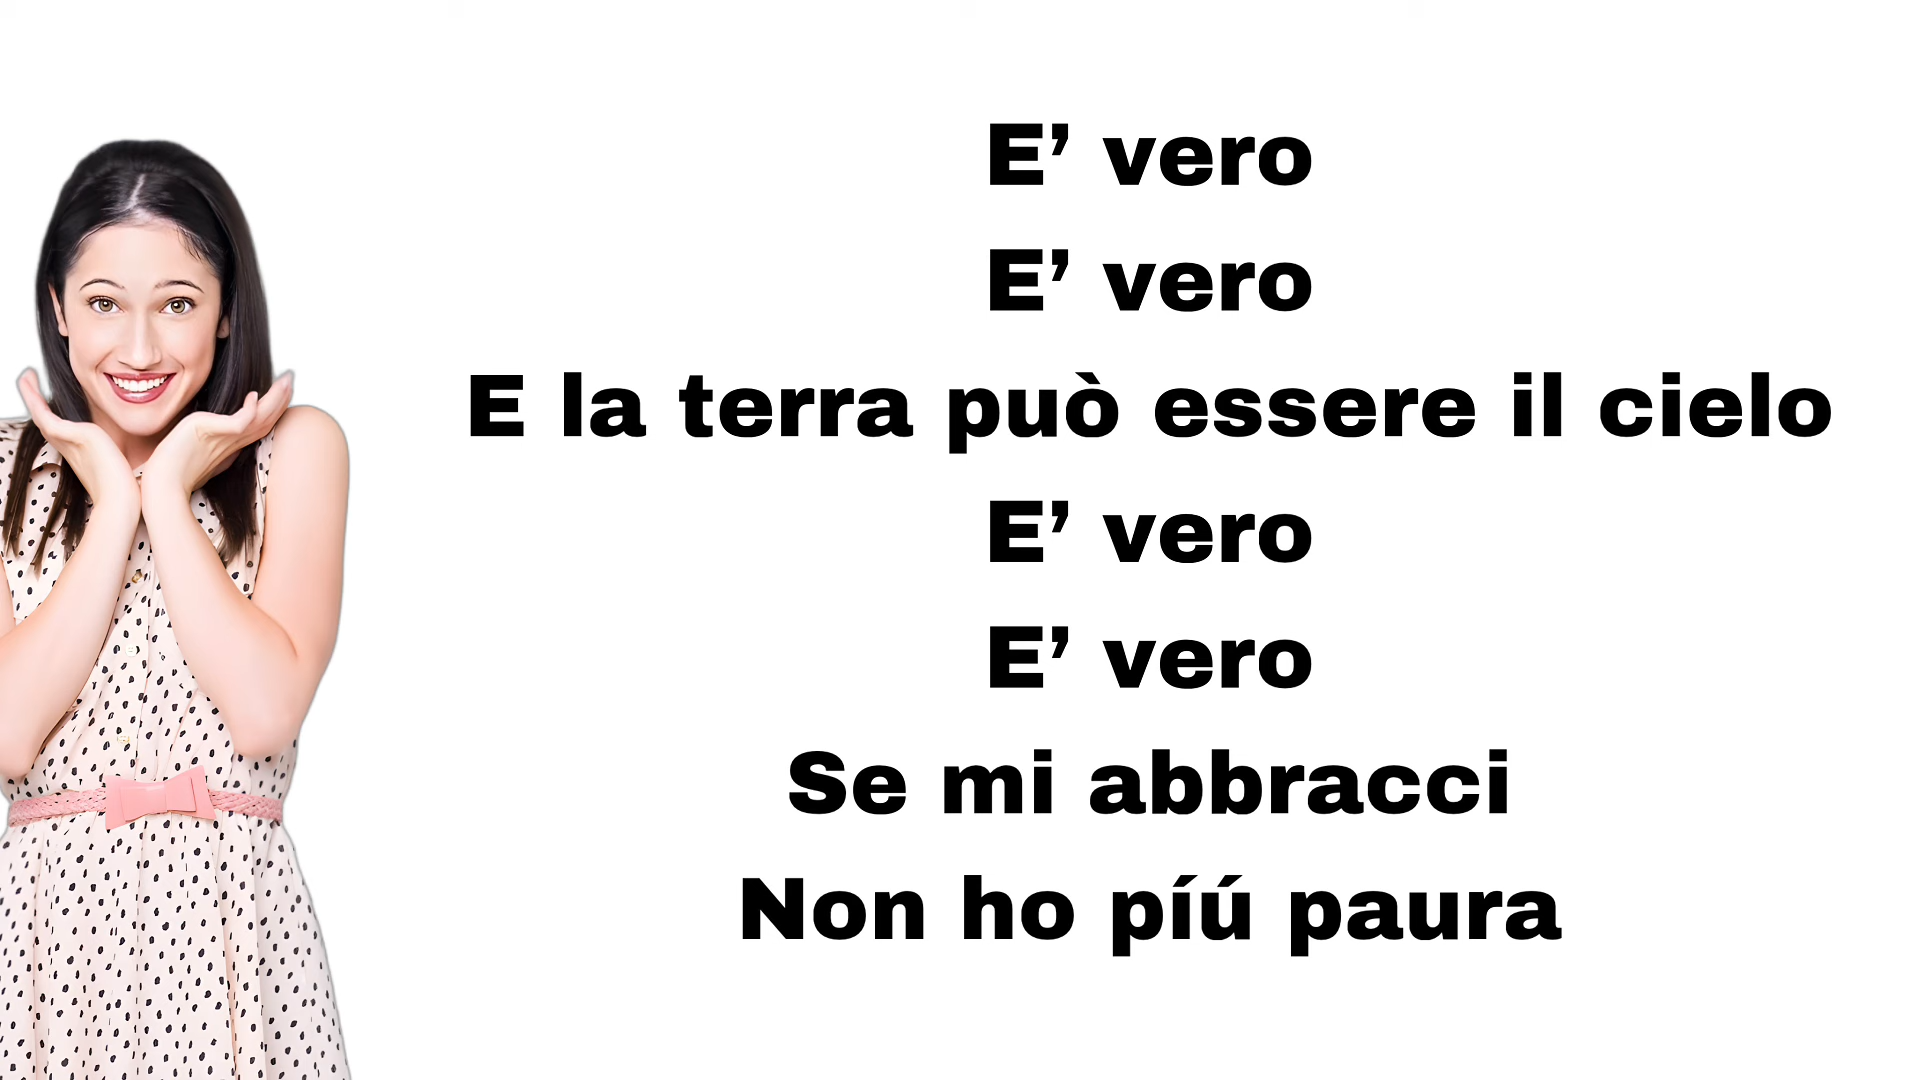 E’ vero
E’ vero
E la terra può essere il cielo
E’ vero
E’ vero
Se mi abbracci
Non ho píú paura